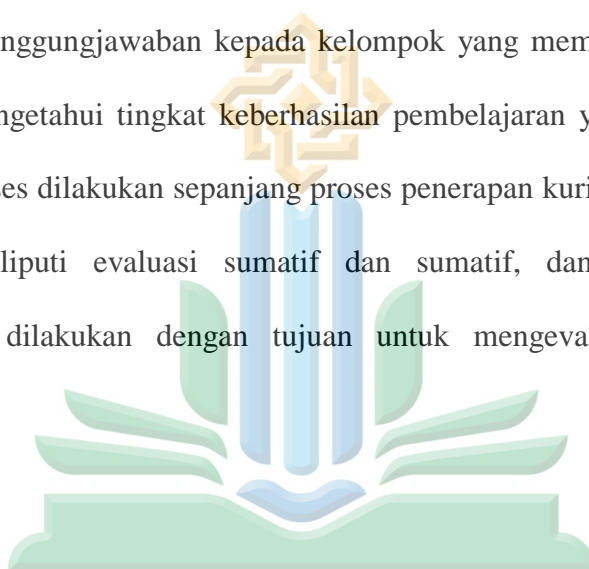 nggungjawaban kepada kelompok yang mem
ngetahui tingkat keberhasilan pembelajaran y
ses dilakukan sepanjang proses penerapan kuri
liputi evaluasi sumatif dan sumatif, dan
dilakukan dengan tujuan untuk mengeva